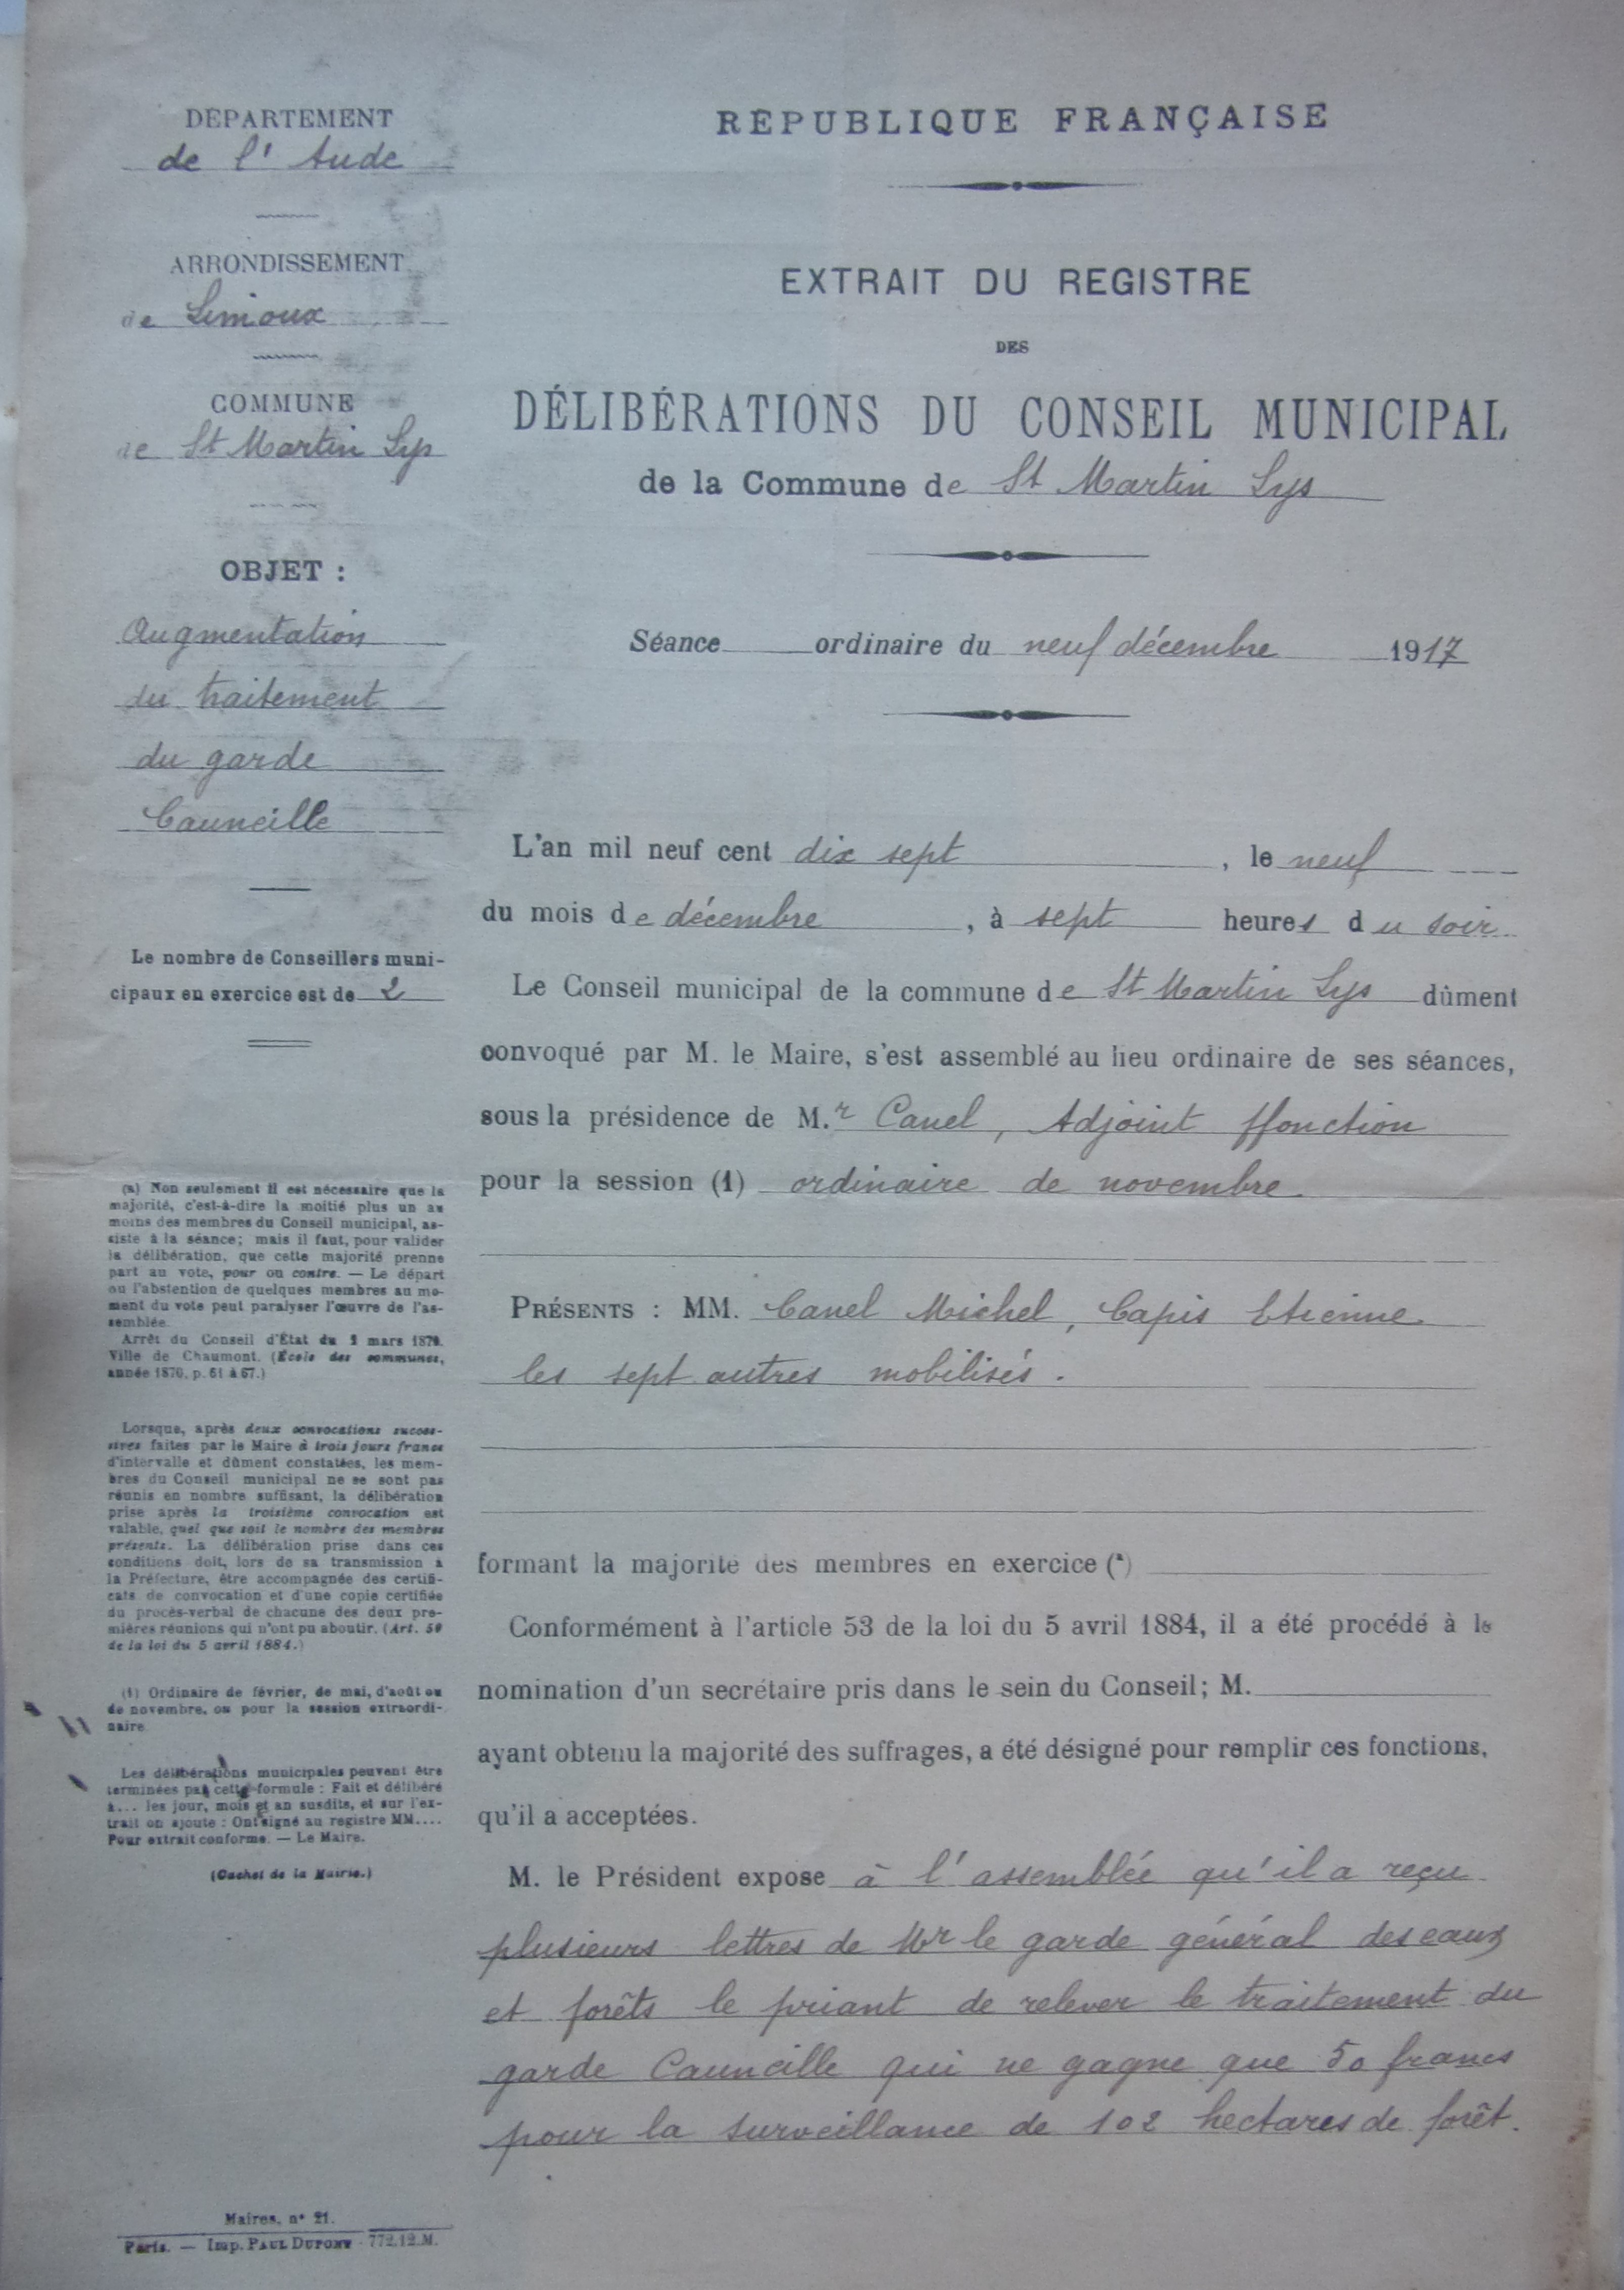 DÉPARTEMENT
de l'Aude
ARRONDISSEMENT
de Limoux
COMMUNE
de St Martin Lys
OBJET :
Augmentation
du traitement
du garde
Cauneille
Le nombre de Conseillers muni-
cipaux en exercice est de 2
(a) Non seulement il est nécessaire que la
majorité, c'est-à-dire la moitié plus un au
moins des membres du Conseil municipal, as-
siste à la séance; mais il faut, pour valider
la délibération, que cette majorité prenne
part au vote, pour ou contre. — Le départ
ou l'abstention de quelques membres au mo-
ment du vote peut paralyser l'œuvre de l'as-
semblée.
Arrêt du Conseil d'État du mars 1870.
Ville de Chaumont. (École des communes,
année 1870, p. 61 à 67.)
Lorsque, après deux convocations succes-
sives faites par le Maire à trois jours francs
d'intervalle et dûment constatées, les mem-
bres du Conseil municipal ne se sont pas
réunis en nombre suffisant, la délibération
prise après la troisième convocation est
valable, quel que soit le nombre des membres
présents. La délibération prise dans ces
conditions doit, lors de sa transmission à
la Préfecture, être accompagnée des certifi-
cats de convocation et d'une copie certifiée
du procès-verbal de chacune des deux pre-
mières réunions qui n'ont pu aboutir. (Art. 50
de la loi du 5 avril 1884.)
(1) Ordinaire de février, de mai, d'août ou
de novembre, ou pour la session extraordi-
naire.
Les délibérations municipales peuvent être
terminées par cette formule : Fait et délibéré
à... les jour, mois et an susdits, et sur l'ex-
trait on ajoute : Ont signé au registre MM....
Pour extrait conforme. — Le Maire.
(Cachet de la Mairie.)
Maires, n° 21.
Paris. — Imp. PAUL DUPONT 772.12.M.
RÉPUBLIQUE FRANÇAISE
EXTRAIT DU REGISTRE
DES
DÉLIBÉRATIONS DU CONSEIL MUNICIPAL
de la Commune de St Martin Lys
Séance ordinaire du neuf décembre 1917
L'an mil neuf cent dix sept, le neuf
du mois de décembre, à sept heures du soir
Le Conseil municipal de la commune de St Martin Lys dûment
convoqué par M. le Maire, s'est assemblé au lieu ordinaire de ses séances,
sous la présidence de M.r Canel, Adjoint ffonction
pour la session (1) ordinaire de novembre.
PRÉSENTS : MM. Canel Michel, Capis Etienne
les sept autres mobilisés.
formant la majorité des membres en exercice (a)
Conformément à l'article 53 de la loi du 5 avril 1884, il a été procédé à la
nomination d'un secrétaire pris dans le sein du Conseil; M.
ayant obtenu la majorité des suffrages, a été désigné pour remplir ces fonctions,
qu'il a acceptées.
M. le Président expose à l'assemblée qu'il a reçu
plusieurs lettres de Mr le garde général des eaux
et forêts le priant de relever le traitement du
garde Cauneille qui ne gagne que 50 francs
pour la surveillance de 102 hectares de forêt.